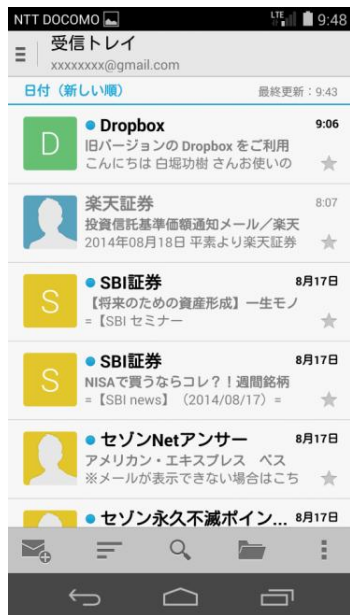 NTT DOCOMO
LTE
9:48
受信トレイ
xxxxxxxx@gmail.com
日付（新しい順）
最終更新：9:43
D
Dropbox
9:06
旧バージョンの Dropbox をご利用
こんにちは 白堀功樹 さんお使いの
楽天証券
8:07
投資信託基準価額通知メール／楽天
2014年08月18日 平素より楽天証券
S
SBI証券
8月17日
【将来のための資産形成】一生モノ
=【SBI セミナー
S
SBI証券
8月17日
NISAで買うならコレ？！週間銘柄
=【SBI news】（2014/08/17）=
セゾンNetアンサー
8月17日
アメリカン・エキスプレス　ベス
※メールが表示できない場合はこち
セゾン永久不滅ポイン...
8月17日